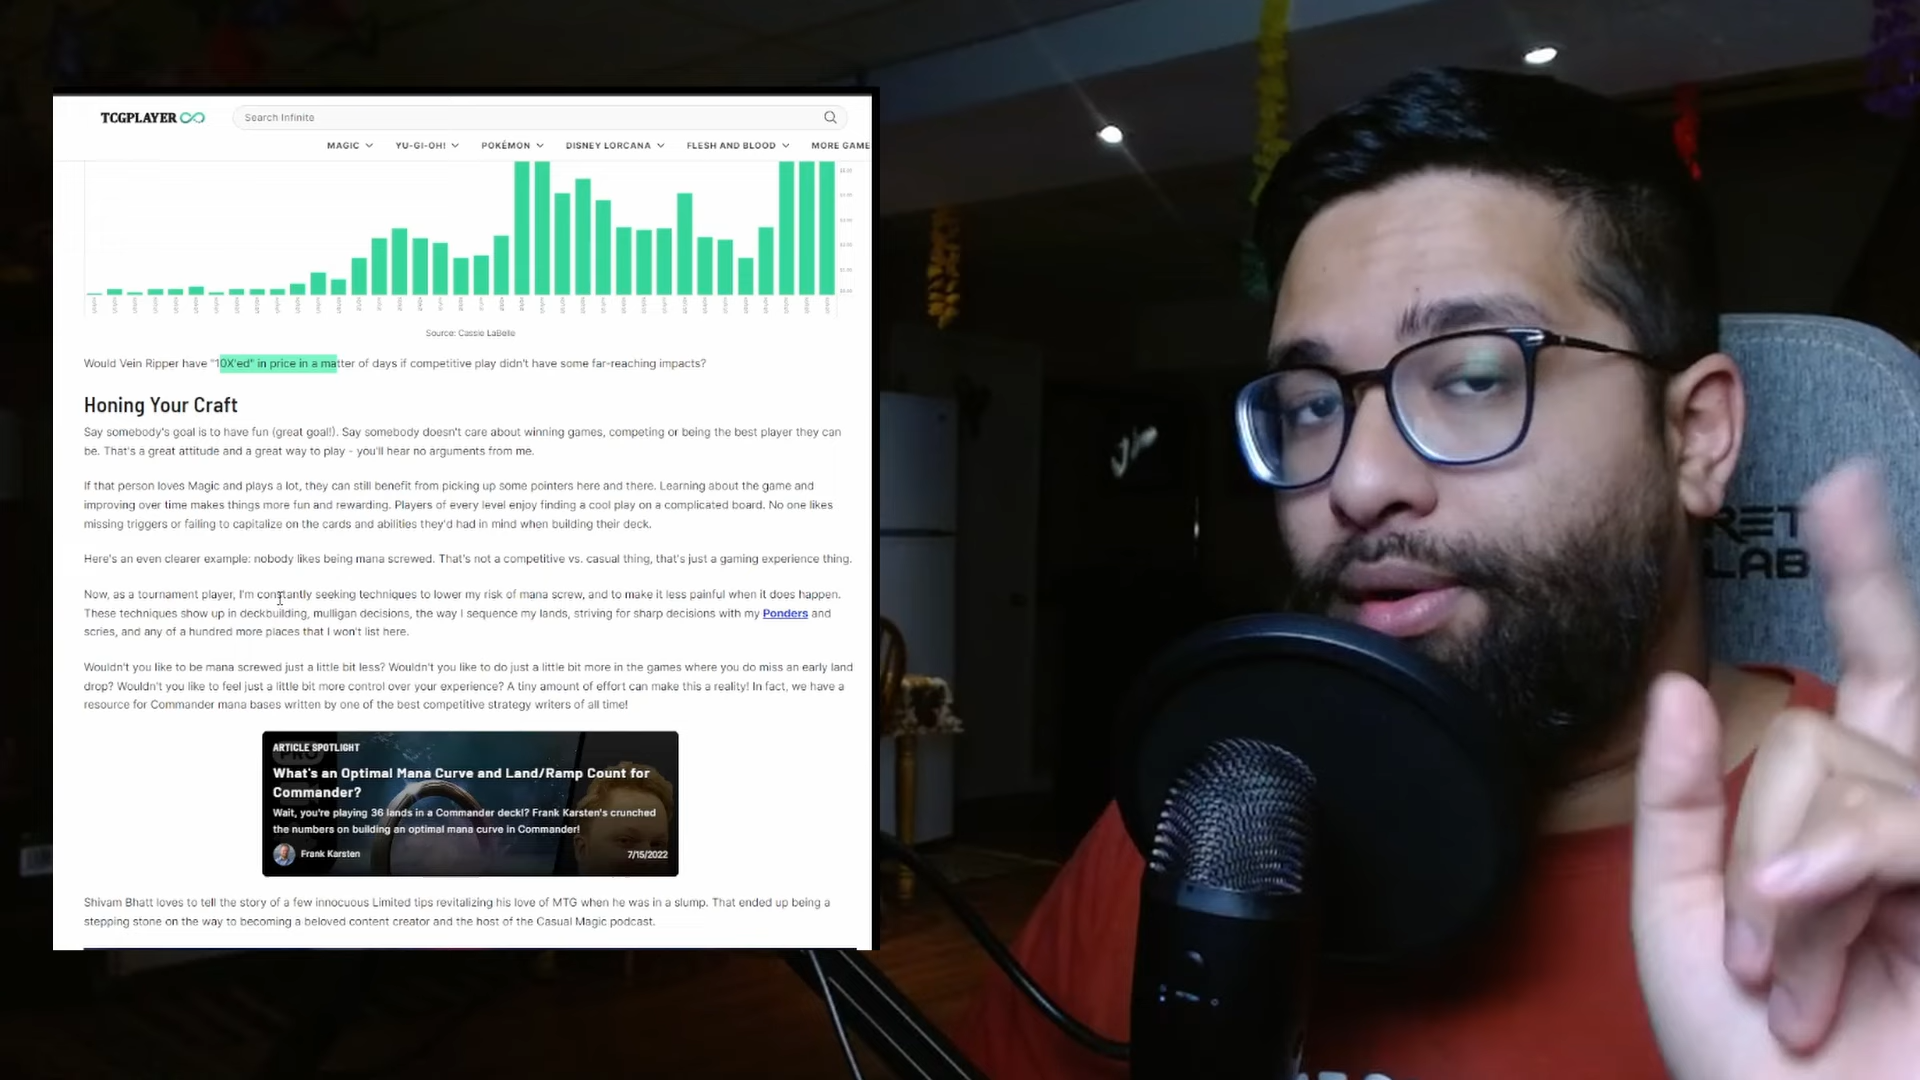 TCGPLAYER
Search Infinite
MAGIC YU-GI-OH! POKÉMON DISNEY LORCANA FLESH AND BLOOD MORE GAME
Source: Cassie LaBelle
Would Vein Ripper have "10X'ed" in price in a matter of days if competitive play didn't have some far-reaching impacts?
Honing Your Craft
Say somebody's goal is to have fun (great goal!). Say somebody doesn't care about winning games, competing or being the best player they can
be. That's a great attitude and a great way to play - you'll hear no arguments from me.
If that person loves Magic and plays a lot, they can still benefit from picking up some pointers here and there. Learning about the game and
improving over time makes things more fun and rewarding. Players of every level enjoy finding a cool play on a complicated board. No one likes
missing triggers or failing to capitalize on the cards and abilities they'd had in mind when building their deck.
Here's an even clearer example: nobody likes being mana screwed. That's not a competitive vs. casual thing, that's just a gaming experience thing.
Now, as a tournament player, I'm constantly seeking techniques to lower my risk of mana screw, and to make it less painful when it does happen.
These techniques show up in deckbuilding, mulligan decisions, the way I sequence my lands, striving for sharp decisions with my Ponders and
scries, and any of a hundred more places that I won't list here.
Wouldn't you like to be mana screwed just a little bit less? Wouldn't you like to do just a little bit more in the games where you do miss an early land
drop? Wouldn't you like to feel just a little bit more control over your experience? A tiny amount of effort can make this a reality! In fact, we have a
resource for Commander mana bases written by one of the best competitive strategy writers of all time!
ARTICLE SPOTLIGHT
What's an Optimal Mana Curve and Land/Ramp Count for
Commander?
Wait, you're playing 36 lands in a Commander deck!? Frank Karsten's crunched
the numbers on building an optimal mana curve in Commander!
Frank Karsten 7/15/2022
Shivam Bhatt loves to tell the story of a few innocuous Limited tips revitalizing his love of MTG when he was in a slump. That ended up being a
stepping stone on the way to becoming a beloved content creator and the host of the Casual Magic podcast.
RET
LAB